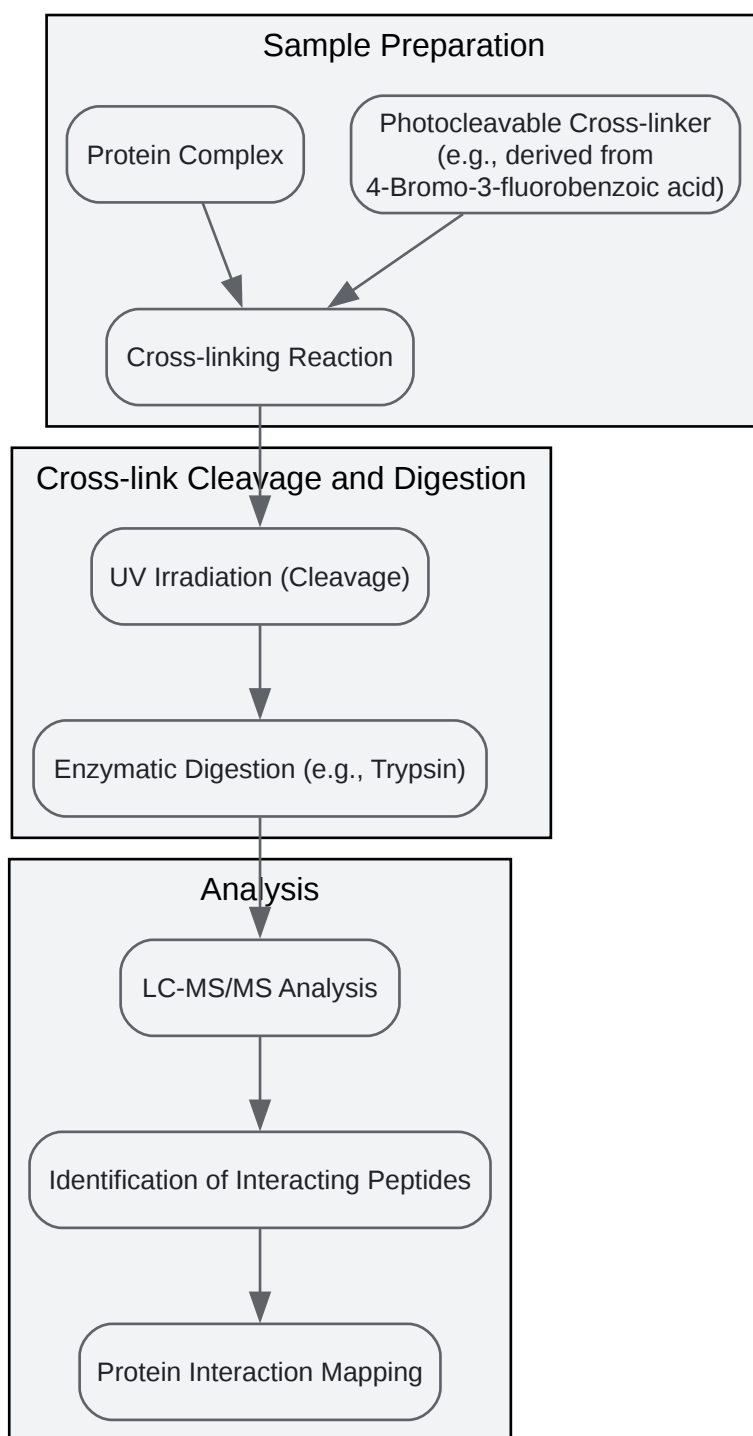 Sample Preparation
Protein Complex
Photocleavable Cross-linker
(e.g., derived from
4-Bromo-3-fluorobenzoic acid)
Cross-linking Reaction
Cross-link Cleavage and Digestion
UV Irradiation (Cleavage)
Enzymatic Digestion (e.g., Trypsin)
Analysis
LC-MS/MS Analysis
Identification of Interacting Peptides
Protein Interaction Mapping